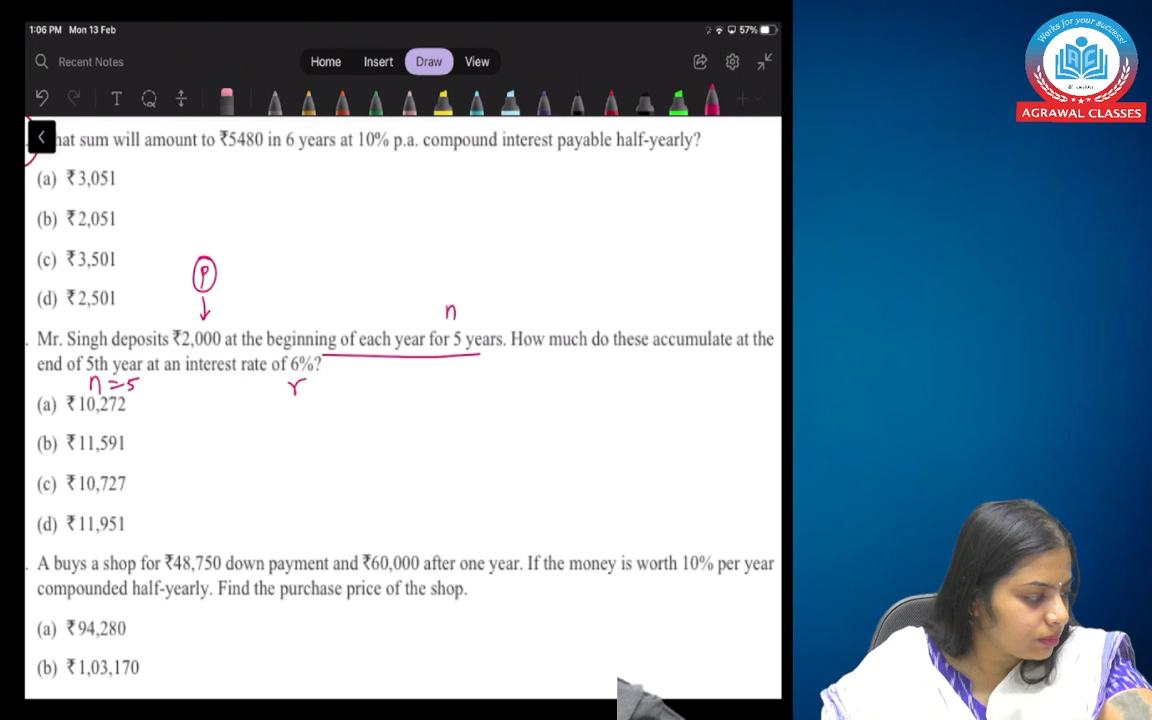 1:06 PM Mon 13 Feb
57%
Recent Notes
Home Insert Draw View
hat sum will amount to ₹5480 in 6 years at 10% p.a. compound interest payable half-yearly?
(a) ₹3,051
(b) ₹2,051
(c) ₹3,501
(d) ₹2,501
P
n
Mr. Singh deposits ₹2,000 at the beginning of each year for 5 years. How much do these accumulate at the
end of 5th year at an interest rate of 6%?
n = 5
r
(a) ₹10,272
(b) ₹11,591
(c) ₹10,727
(d) ₹11,951
A buys a shop for ₹48,750 down payment and ₹60,000 after one year. If the money is worth 10% per year
compounded half-yearly. Find the purchase price of the shop.
(a) ₹94,280
(b) ₹1,03,170
Works for your success!
AC
AGRAWAL CLASSES